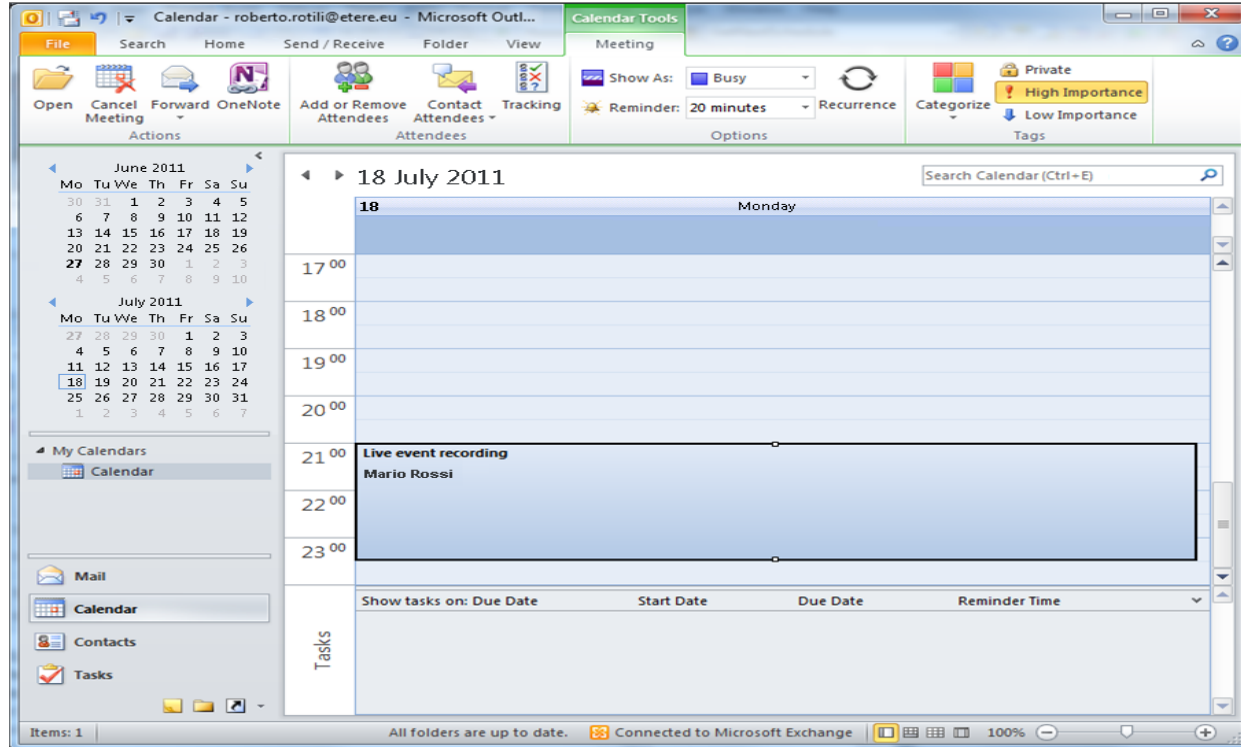 Calendar - roberto.rotili@etere.eu - Microsoft Outl...
Calendar Tools
File Search Home Send / Receive Folder View Meeting
Open
Cancel Meeting
Forward
OneNote
Actions
Add or Remove Attendees
Contact Attendees
Tracking
Attendees
Show As: Busy
Reminder: 20 minutes
Recurrence
Options
Categorize
Private
High Importance
Low Importance
Tags
June 2011
Mo Tu We Th Fr Sa Su
30 31 1 2 3 4 5
6 7 8 9 10 11 12
13 14 15 16 17 18 19
20 21 22 23 24 25 26
27 28 29 30 1 2 3
4 5 6 7 8 9 10
July 2011
Mo Tu We Th Fr Sa Su
27 28 29 30 1 2 3
4 5 6 7 8 9 10
11 12 13 14 15 16 17
18 19 20 21 22 23 24
25 26 27 28 29 30 31
1 2 3 4 5 6 7
My Calendars
Calendar
Mail
Calendar
Contacts
Tasks
18 July 2011
Search Calendar (Ctrl+E)
18 Monday
17 00
18 00
19 00
20 00
21 00
Live event recording
Mario Rossi
22 00
23 00
Tasks
Show tasks on: Due Date Start Date Due Date Reminder Time
Items: 1
All folders are up to date. Connected to Microsoft Exchange 100%